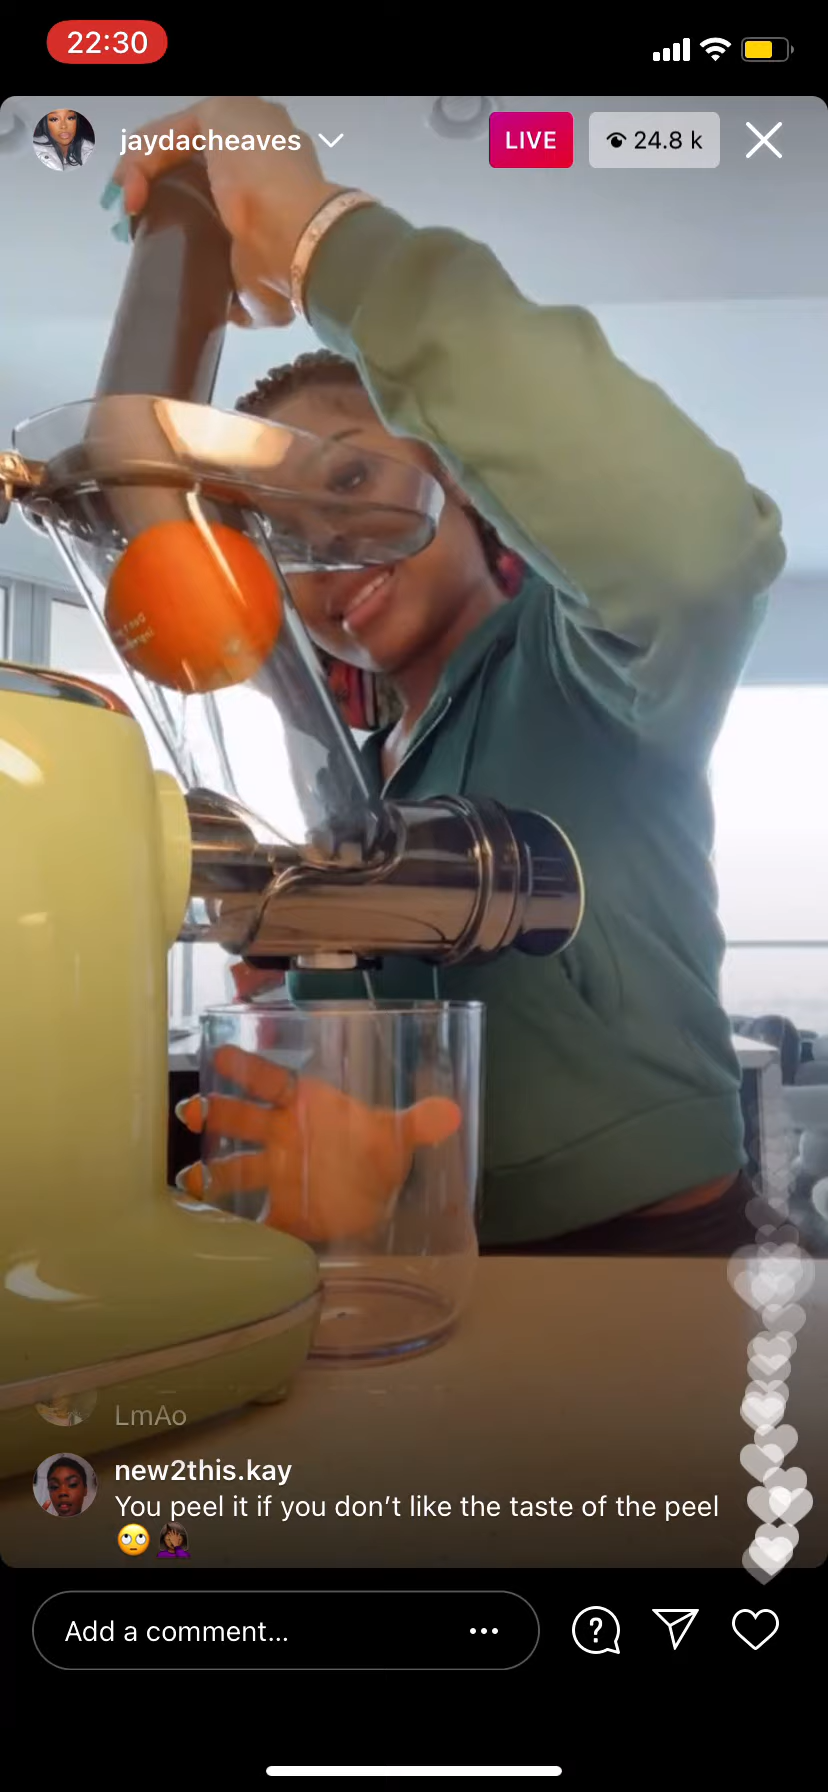 22:30
jaydacheaves
LIVE
24.8 k
LmAo
new2this.kay
You peel it if you don’t like the taste of the peel
🙄🤦🏾‍♀️
Add a comment...